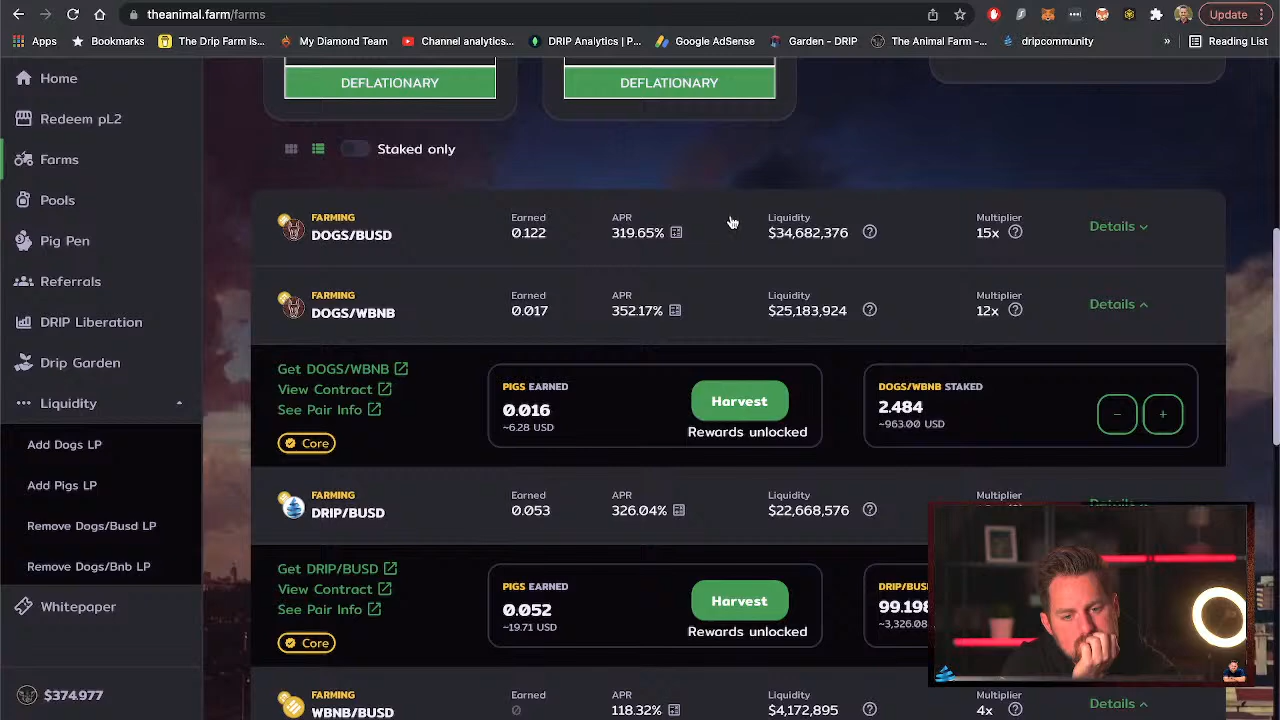 theanimal.farm/farms
Update
Apps
Bookmarks
The Drip Farm is...
My Diamond Team
Channel analytics...
DRIP Analytics | P...
Google AdSense
Garden - DRIP
The Animal Farm –...
dripcommunity
»
Reading List
Home
Redeem pL2
Farms
Pools
Pig Pen
Referrals
DRIP Liberation
Drip Garden
Liquidity
Add Dogs LP
Add Pigs LP
Remove Dogs/Busd LP
Remove Dogs/Bnb LP
Whitepaper
$374.977
DEFLATIONARY
DEFLATIONARY
Staked only
FARMING
DOGS/BUSD
Earned
0.122
APR
319.65%
Liquidity
$34,682,376
Multiplier
15x
Details
FARMING
DOGS/WBNB
Earned
0.017
APR
352.17%
Liquidity
$25,183,924
Multiplier
12x
Details
Get DOGS/WBNB
View Contract
See Pair Info
Core
PIGS EARNED
0.016
~6.28 USD
Harvest
Rewards unlocked
DOGS/WBNB STAKED
2.484
~963.00 USD
FARMING
DRIP/BUSD
Earned
0.053
APR
326.04%
Liquidity
$22,668,576
Multiplier
Details
Get DRIP/BUSD
View Contract
See Pair Info
Core
PIGS EARNED
0.052
~19.71 USD
Harvest
Rewards unlocked
DRIP/BUSD
99.198
~3,326.08
FARMING
WBNB/BUSD
Earned
0
APR
118.32%
Liquidity
$4,172,895
Multiplier
4x
Details